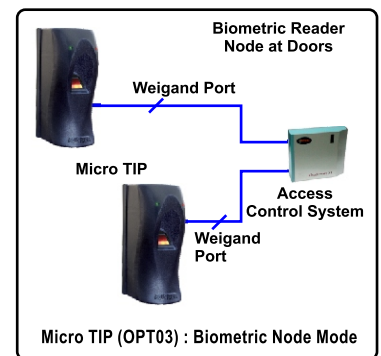 Biometric Reader
Node at Doors
Weigand Port
Micro TIP
Access
Control System
Weigand
Port
Micro TIP (OPT03) : Biometric Node Mode